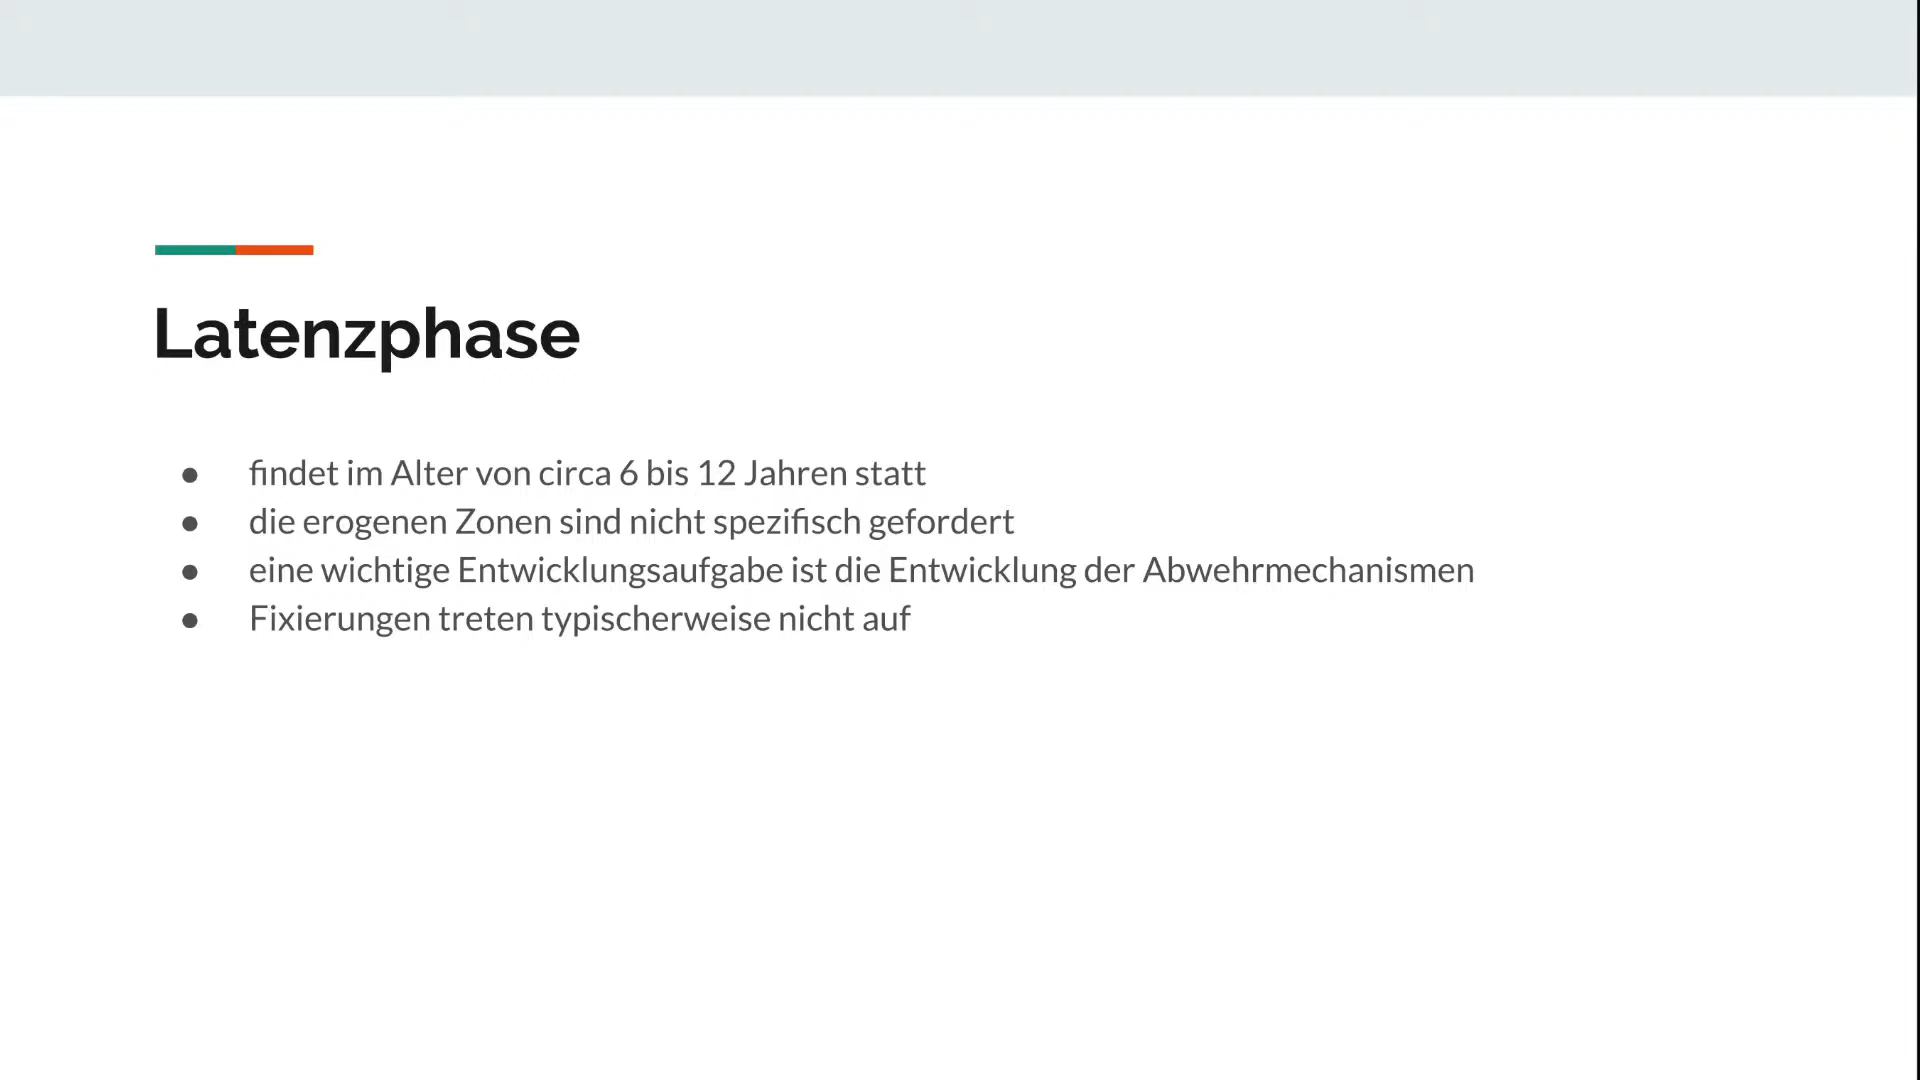 Latenzphase
● findet im Alter von circa 6 bis 12 Jahren statt
● die erogenen Zonen sind nicht spezifisch gefordert
● eine wichtige Entwicklungsaufgabe ist die Entwicklung der Abwehrmechanismen
● Fixierungen treten typischerweise nicht auf